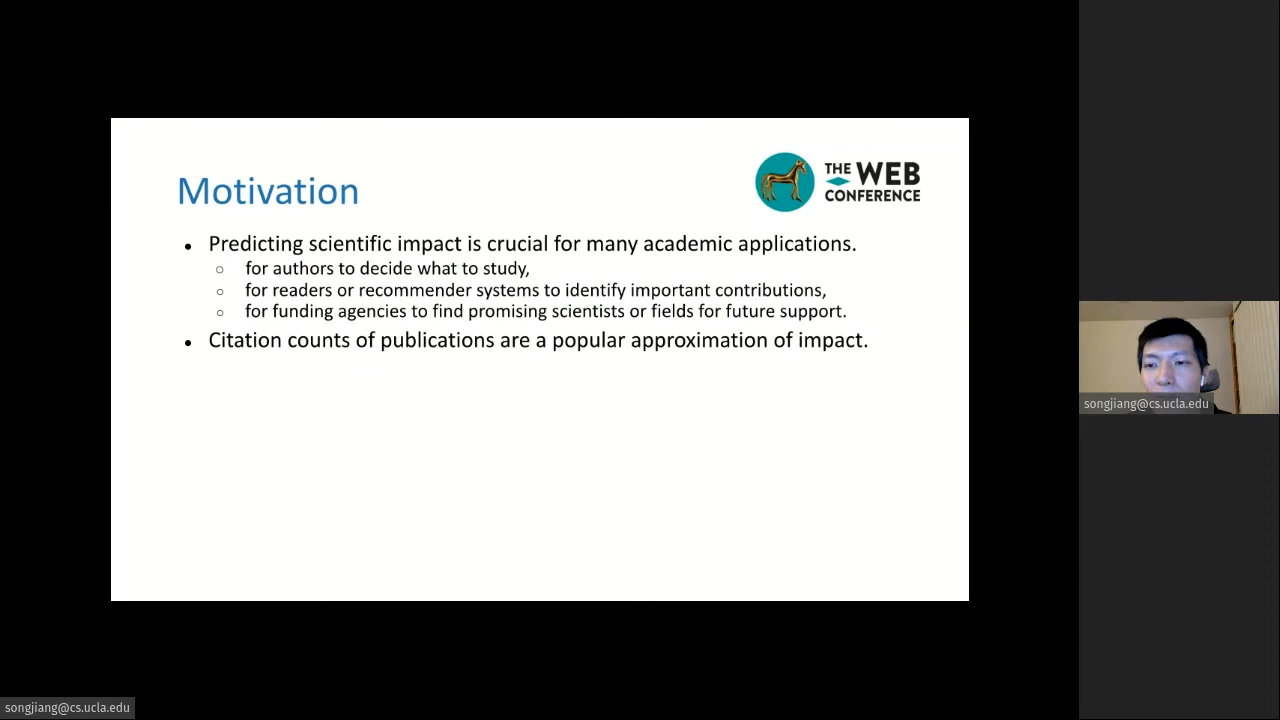 Motivation
THE WEB
CONFERENCE
● Predicting scientific impact is crucial for many academic applications.
○ for authors to decide what to study,
○ for readers or recommender systems to identify important contributions,
○ for funding agencies to find promising scientists or fields for future support.
● Citation counts of publications are a popular approximation of impact.
songjiang@cs.ucla.edu
songjiang@cs.ucla.edu